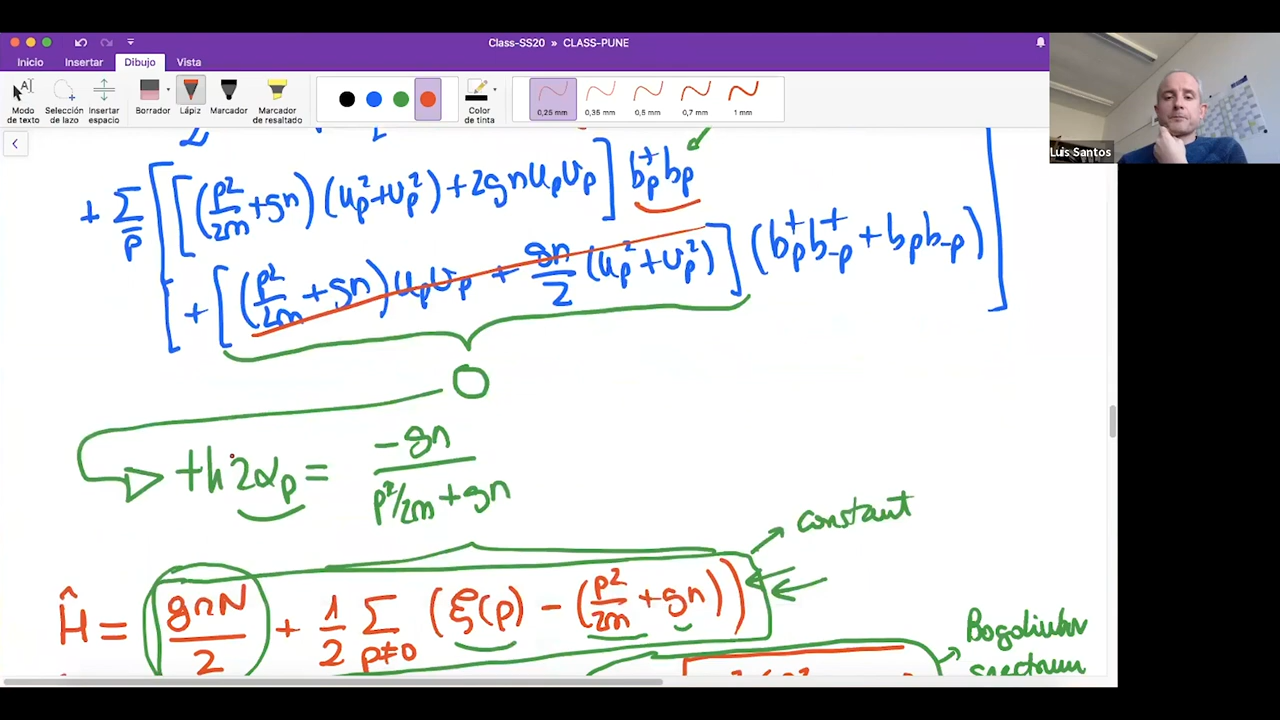 Class-SS20 » CLASS-PUNE
Inicio Insertar Dibujo Vista
Modo de texto
Selección de lazo
Insertar espacio
Borrador
Lápiz
Marcador
Marcador de resaltado
Color de tinta
0,25 mm 0,35 mm 0,5 mm 0,7 mm 1 mm
Luis Santos
+ Σ_p [ [ (p²/2m + gn) (u_p² + v_p²) + 2gn u_p v_p ] b_p⁺ b_p
+ [ (p²/2m + gn) u_p v_p + gn/2 (u_p² + v_p²) ] (b_p⁺ b_-p⁺ + b_p b_-p) ]
0
th 2α_p = -gn / (p²/2m + gn)
constant
Ĥ = gnN/2 + 1/2 Σ_p≠0 (ξ(p) - (p²/2m + gn))
Bogoliubov
spectrum